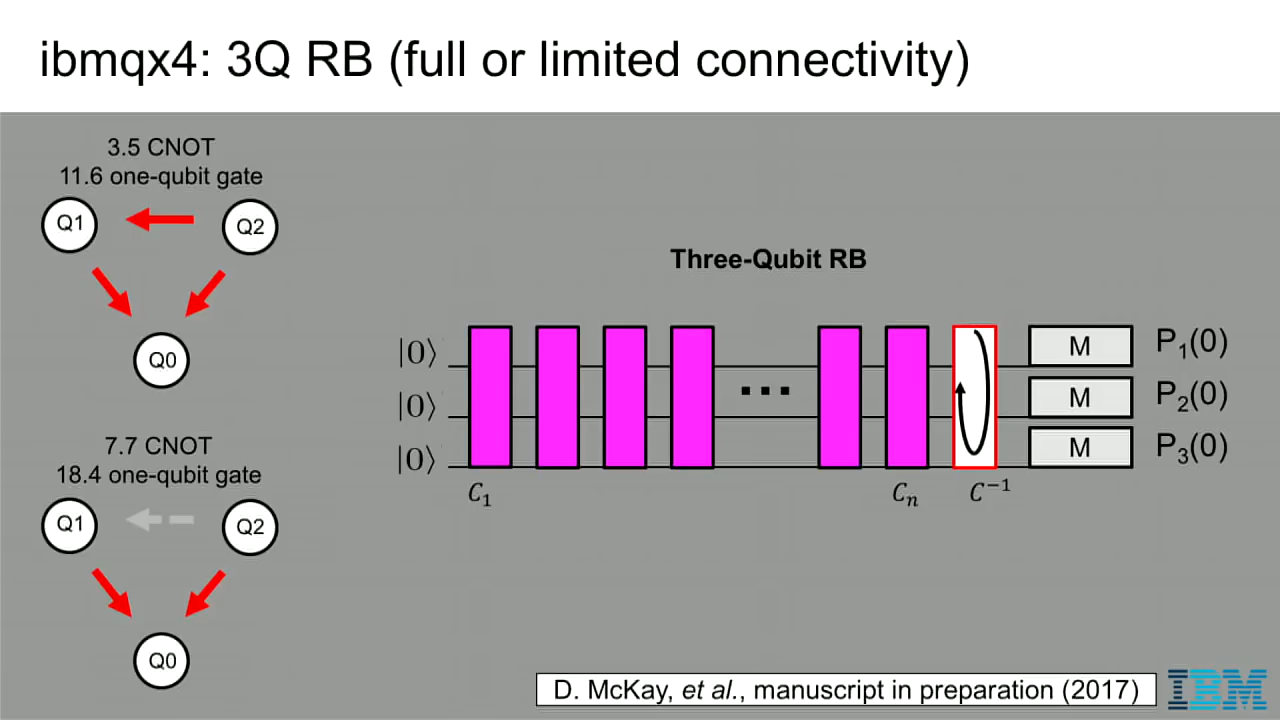 ibmqx4: 3Q RB (full or limited connectivity)
3.5 CNOT
11.6 one-qubit gate
Q1
Q2
Q0
7.7 CNOT
18.4 one-qubit gate
Q1
Q2
Q0
Three-Qubit RB
|0⟩
|0⟩
|0⟩
...
C₁
Cₙ
C⁻¹
M
M
M
P₁(0)
P₂(0)
P₃(0)
D. McKay, et al., manuscript in preparation (2017)
IBM